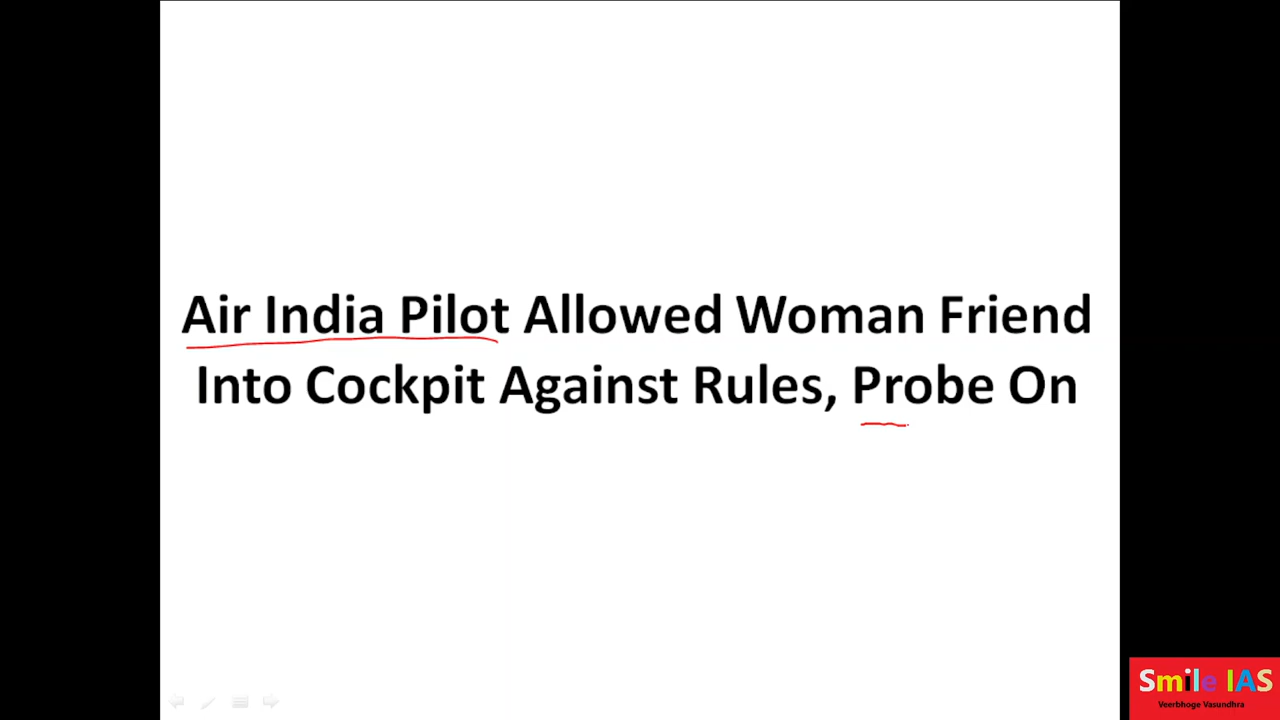 Air India Pilot Allowed Woman Friend
Into Cockpit Against Rules, Probe On
Smile IAS
Veerbhoge Vasundhra